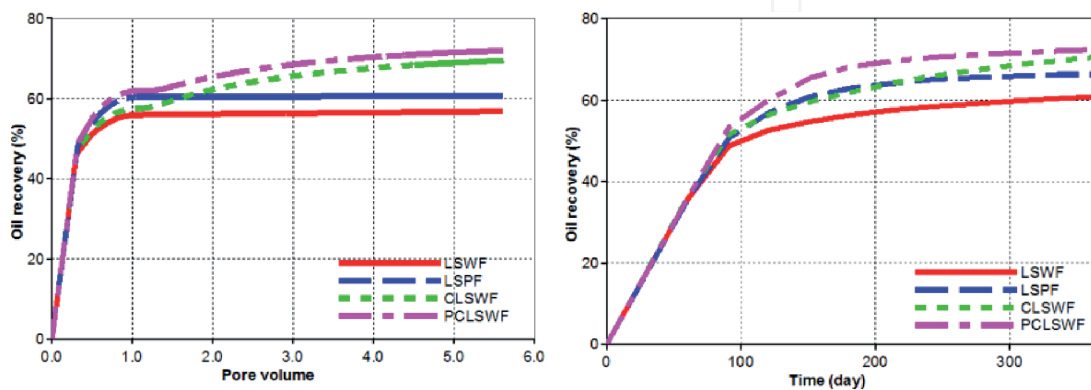 80
60
40
20
0
Oil recovery (%)
0.0 1.0 2.0 3.0 4.0 5.0 6.0
Pore volume
LSWF
LSPF
CLSWF
PCLSWF
80
60
40
20
0
Oil recovery (%)
0 100 200 300
Time (day)
LSWF
LSPF
CLSWF
PCLSWF